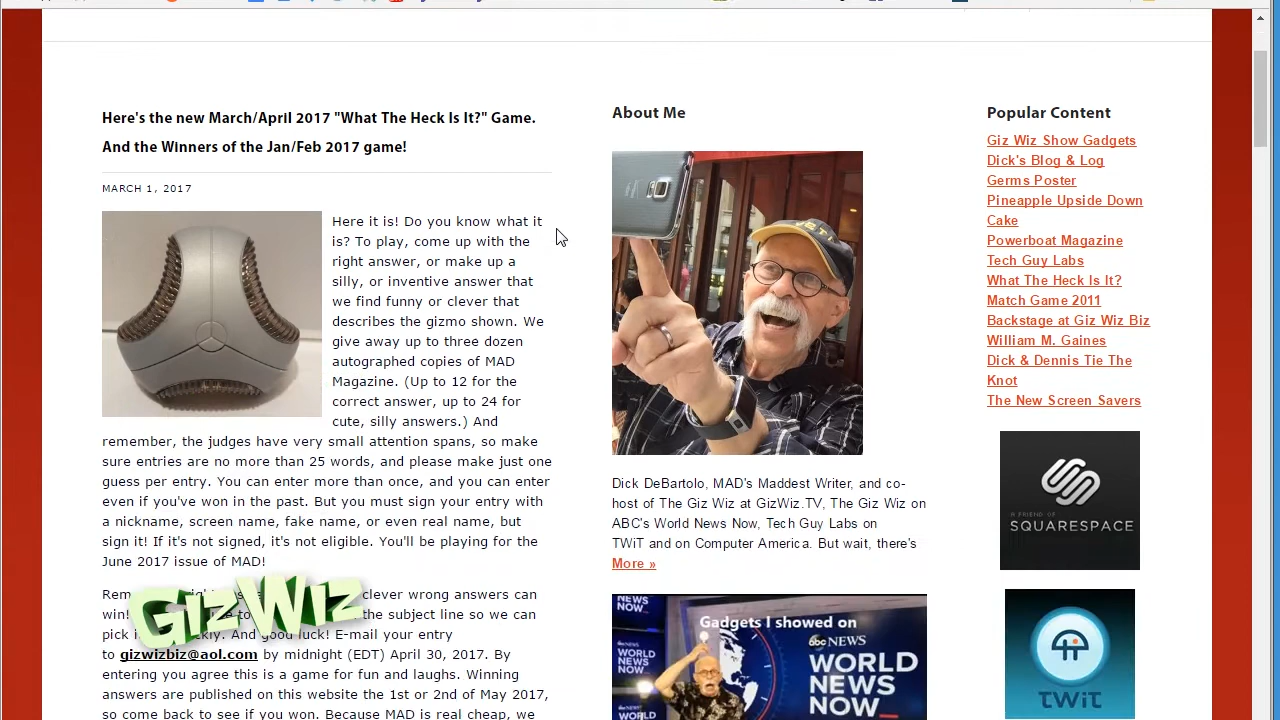 Here's the new March/April 2017 "What The Heck Is It?" Game.
And the Winners of the Jan/Feb 2017 game!
MARCH 1, 2017
Here it is! Do you know what it
is? To play, come up with the
right answer, or make up a
silly, or inventive answer that
we find funny or clever that
describes the gizmo shown. We
give away up to three dozen
autographed copies of MAD
Magazine. (Up to 12 for the
correct answer, up to 24 for
cute, silly answers.) And
remember, the judges have very small attention spans, so make
sure entries are no more than 25 words, and please make just one
guess per entry. You can enter more than once, and you can enter
even if you've won in the past. But you must sign your entry with
a nickname, screen name, fake name, or even real name, but
sign it! If it's not signed, it's not eligible. You'll be playing for the
June 2017 issue of MAD!
clever wrong answers can
win! the subject line so we can
pick And good luck! E-mail your entry
to gizwizbiz@aol.com by midnight (EDT) April 30, 2017. By
entering you agree this is a game for fun and laughs. Winning
answers are published on this website the 1st or 2nd of May 2017,
so come back to see if you won. Because MAD is real cheap, we
GizWiz
About Me
Dick DeBartolo, MAD's Maddest Writer, and co-
host of The Giz Wiz at GizWiz.TV, The Giz Wiz on
ABC's World News Now, Tech Guy Labs on
TWiT and on Computer America. But wait, there's
More »
NEWS
NOW
Gadgets I showed on
abc NEWS
WORLD
NEWS
NOW
WORLD
NEWS
NOW
WORLD
Popular Content
Giz Wiz Show Gadgets
Dick's Blog & Log
Germs Poster
Pineapple Upside Down
Cake
Powerboat Magazine
Tech Guy Labs
What The Heck Is It?
Match Game 2011
Backstage at Giz Wiz Biz
William M. Gaines
Dick & Dennis Tie The
Knot
The New Screen Savers
A FRIEND OF
SQUARESPACE
TWiT